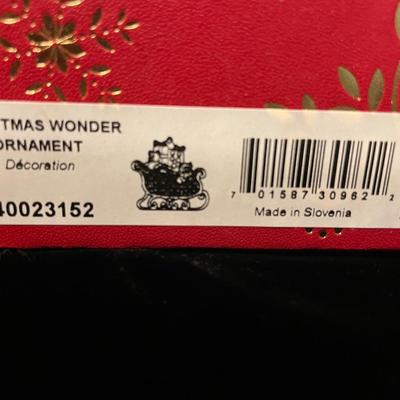 TMAS WONDER
ORNAMENT
Décoration
40023152
7 01587 30962 2
Made in Slovenia